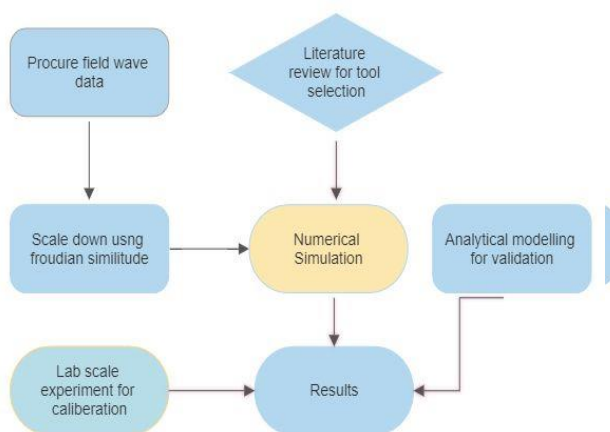 Procure field wave
data
Literature
review for tool
selection
Scale down usng
froudian similitude
Numerical
Simulation
Analytical modelling
for validation
Lab scale
experiment for
caliberation
Results